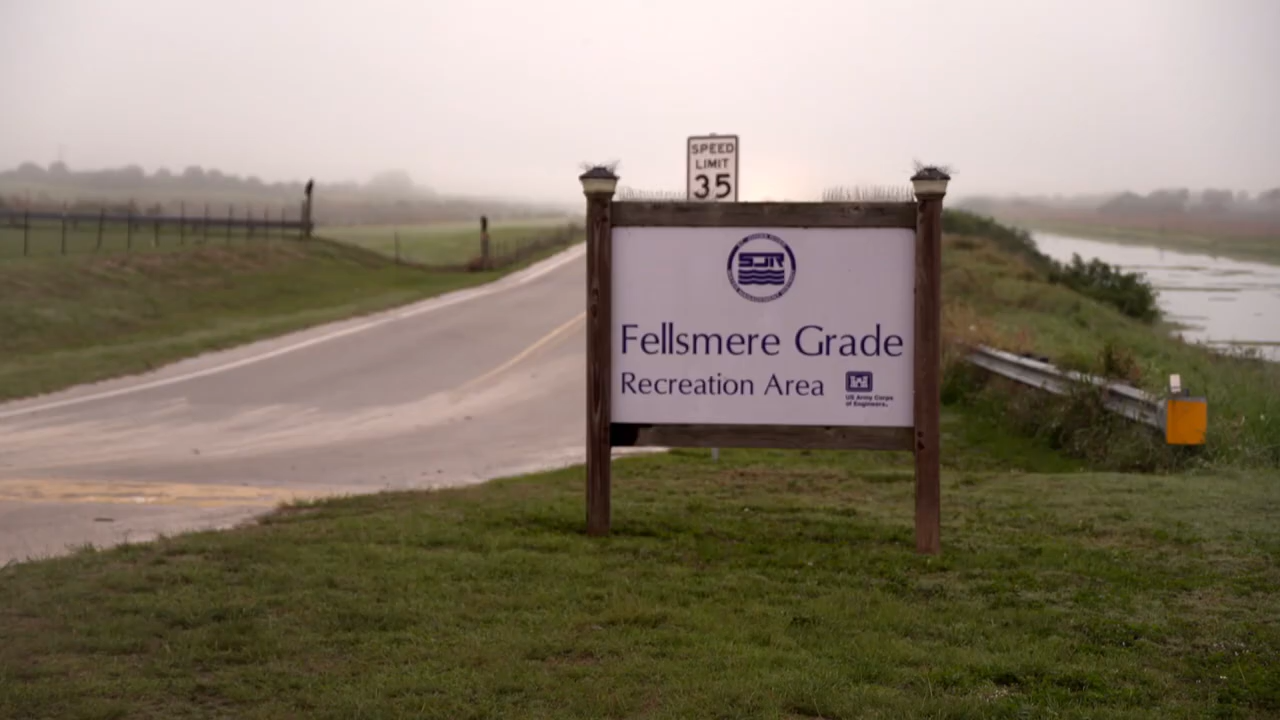 SPEED
LIMIT
35
SJR
Fellsmere Grade
Recreation Area
US Army Corps
of Engineers.